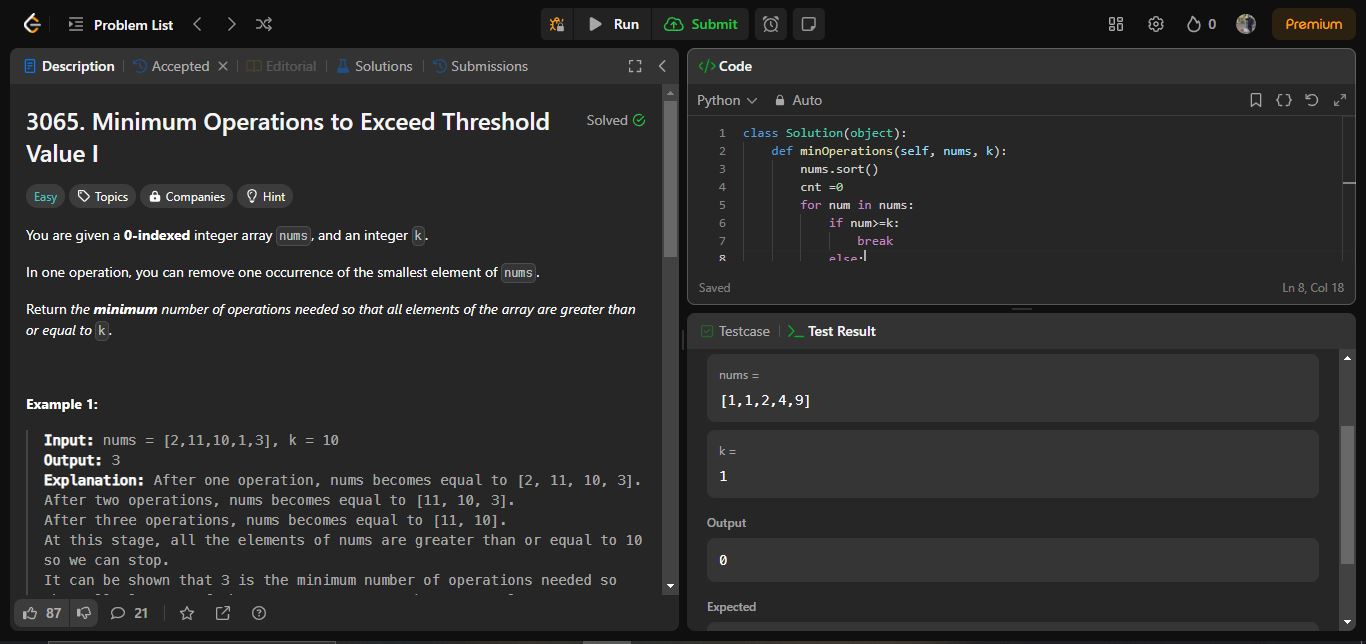 Problem List
Run
Submit
0
Premium
Description
Accepted
Editorial
Solutions
Submissions
3065. Minimum Operations to Exceed Threshold
Value I
Solved
Easy
Topics
Companies
Hint
You are given a 0-indexed integer array nums, and an integer k.
In one operation, you can remove one occurrence of the smallest element of nums.
Return the minimum number of operations needed so that all elements of the array are greater than
or equal to k.
Example 1:
Input: nums = [2,11,10,1,3], k = 10
Output: 3
Explanation: After one operation, nums becomes equal to [2, 11, 10, 3].
After two operations, nums becomes equal to [11, 10, 3].
After three operations, nums becomes equal to [11, 10].
At this stage, all the elements of nums are greater than or equal to 10
so we can stop.
It can be shown that 3 is the minimum number of operations needed so
87
21
</> Code
Python
Auto
1 class Solution(object):
2 def minOperations(self, nums, k):
3 nums.sort()
4 cnt =0
5 for num in nums:
6 if num>=k:
7 break
8 else:
Saved
Ln 8, Col 18
Testcase
Test Result
nums =
[1,1,2,4,9]
k =
1
Output
0
Expected